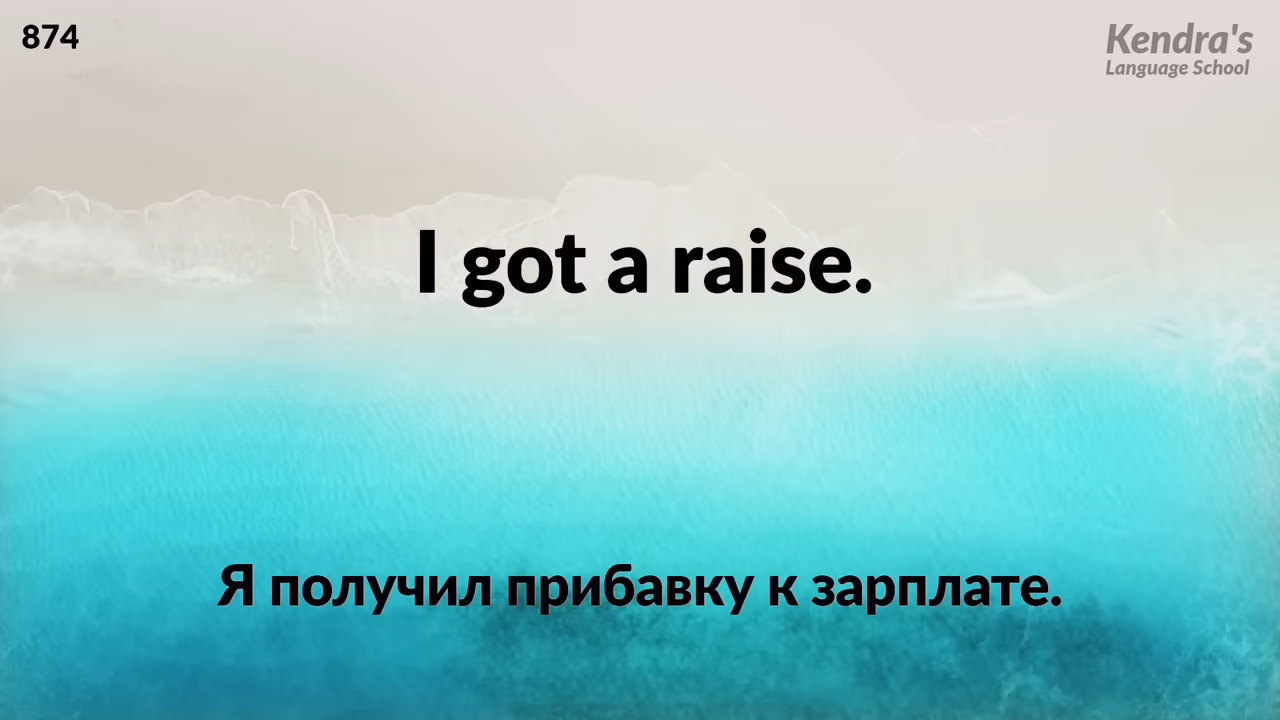 874
Kendra's
Language School
I got a raise.
Я получил прибавку к зарплате.